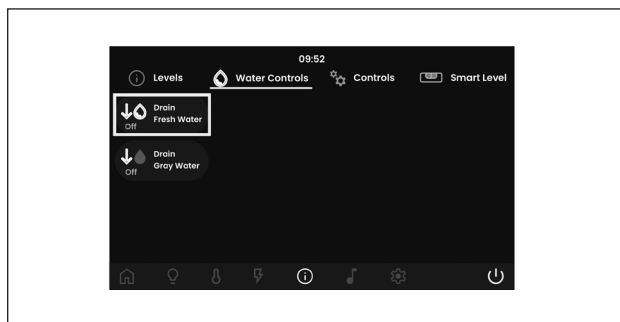 09:52
Levels
Water Controls
Controls
Smart Level
Drain
Fresh Water
Off
Drain
Gray Water
Off